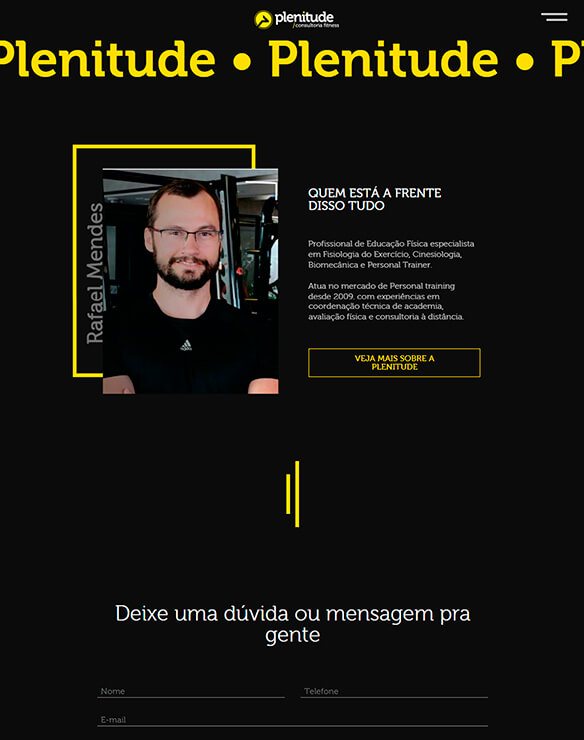 plenitude
/consultoria fitness
Plenitude • Plenitude • P
Rafael Mendes
QUEM ESTÁ A FRENTE
DISSO TUDO
Profissional de Educação Física especialista
em Fisiologia do Exercício, Cinesiologia,
Biomecânica e Personal Trainer.
Atua no mercado de Personal training
desde 2009, com experiências em
coordenação técnica de academia,
avaliação física e consultoria à distância.
VEJA MAIS SOBRE A
PLENITUDE
Deixe uma dúvida ou mensagem pra
gente
Nome
Telefone
E-mail